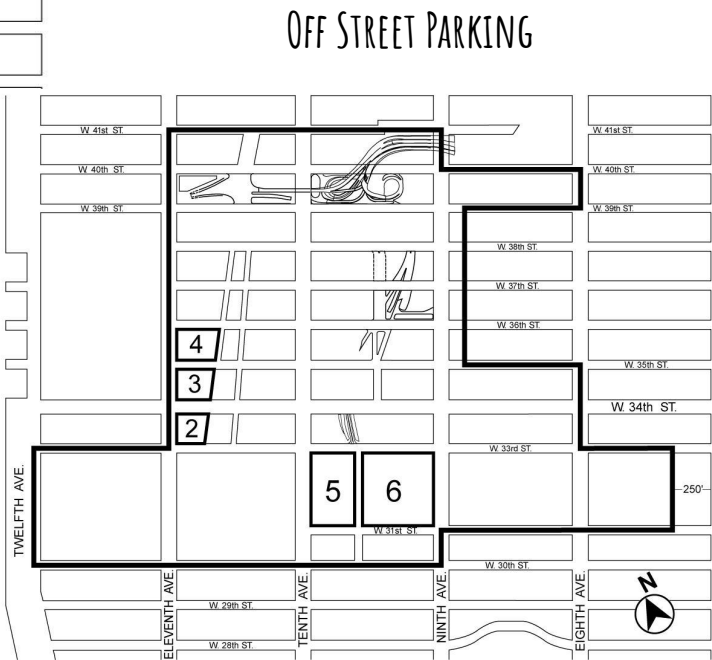 OFF STREET PARKING
W. 41st ST.
W. 41st ST.
W. 40th ST.
W. 40th ST.
W. 39th ST.
W. 39th ST.
W. 38th ST.
W. 37th ST.
W. 36th ST.
4
W. 35th ST.
3
W. 34th ST.
2
W. 33rd ST.
5
6
250'
TWELFTH AVE.
W. 31st ST.
W. 30th ST.
ELEVENTH AVE.
TENTH AVE.
NINTH AVE.
EIGHTH AVE.
N
W. 29th ST.
W. 28th ST.